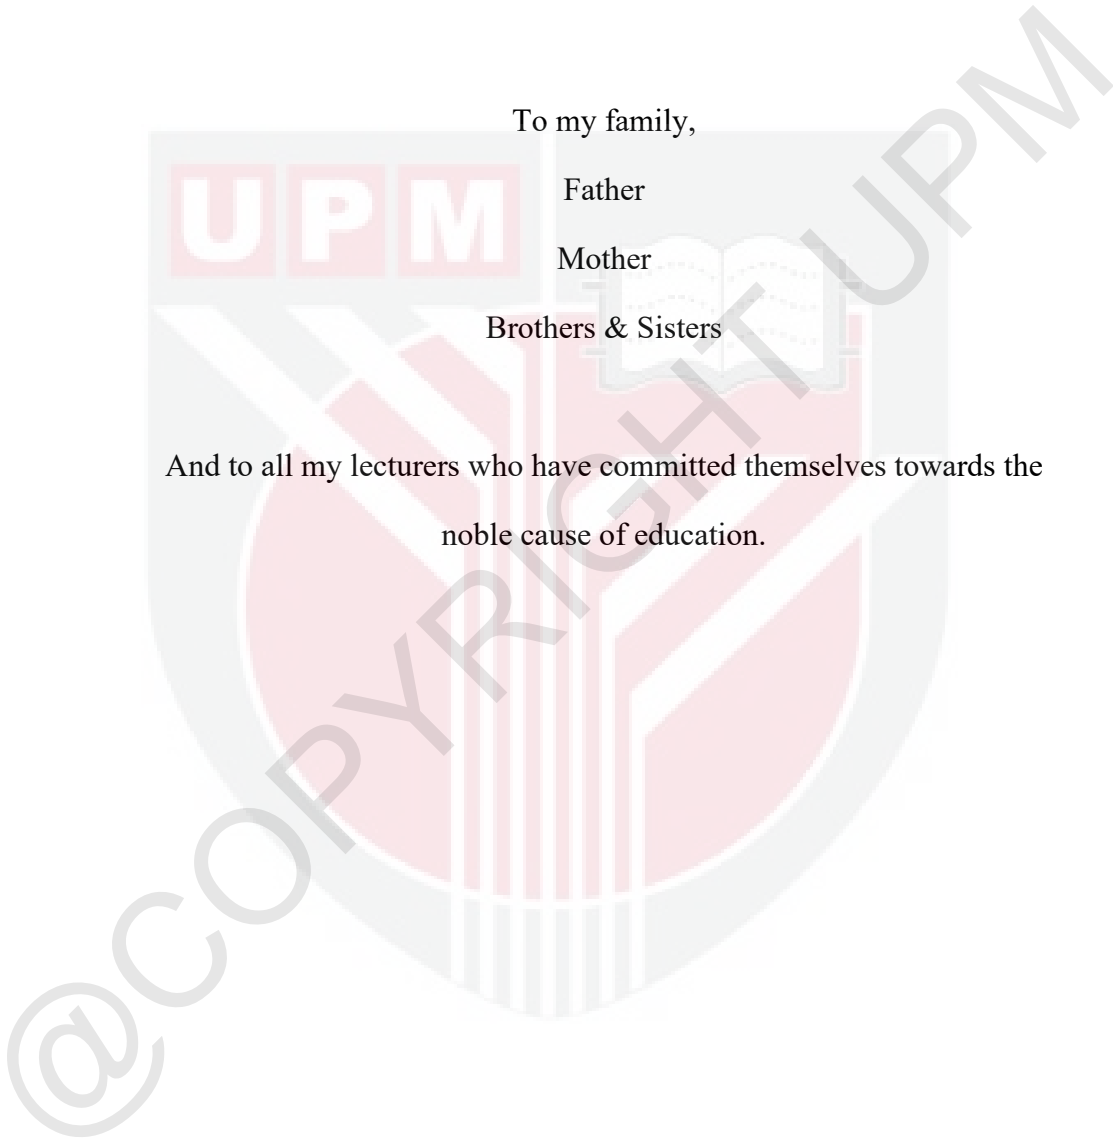 To my family,
UPM
Father
Mother
Brothers & Sisters
And to all my lecturers who have committed themselves towards the
noble cause of education.
@COPYRIGHT UPM